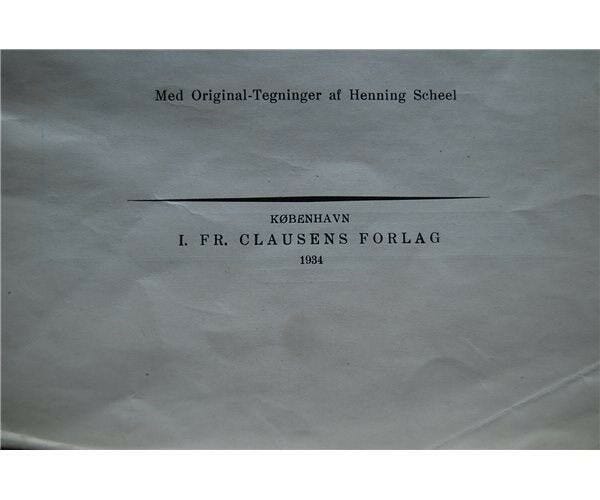 Med Original-Tegninger af Henning Scheel
KØBENHAVN
I. FR. CLAUSENS FORLAG
1934